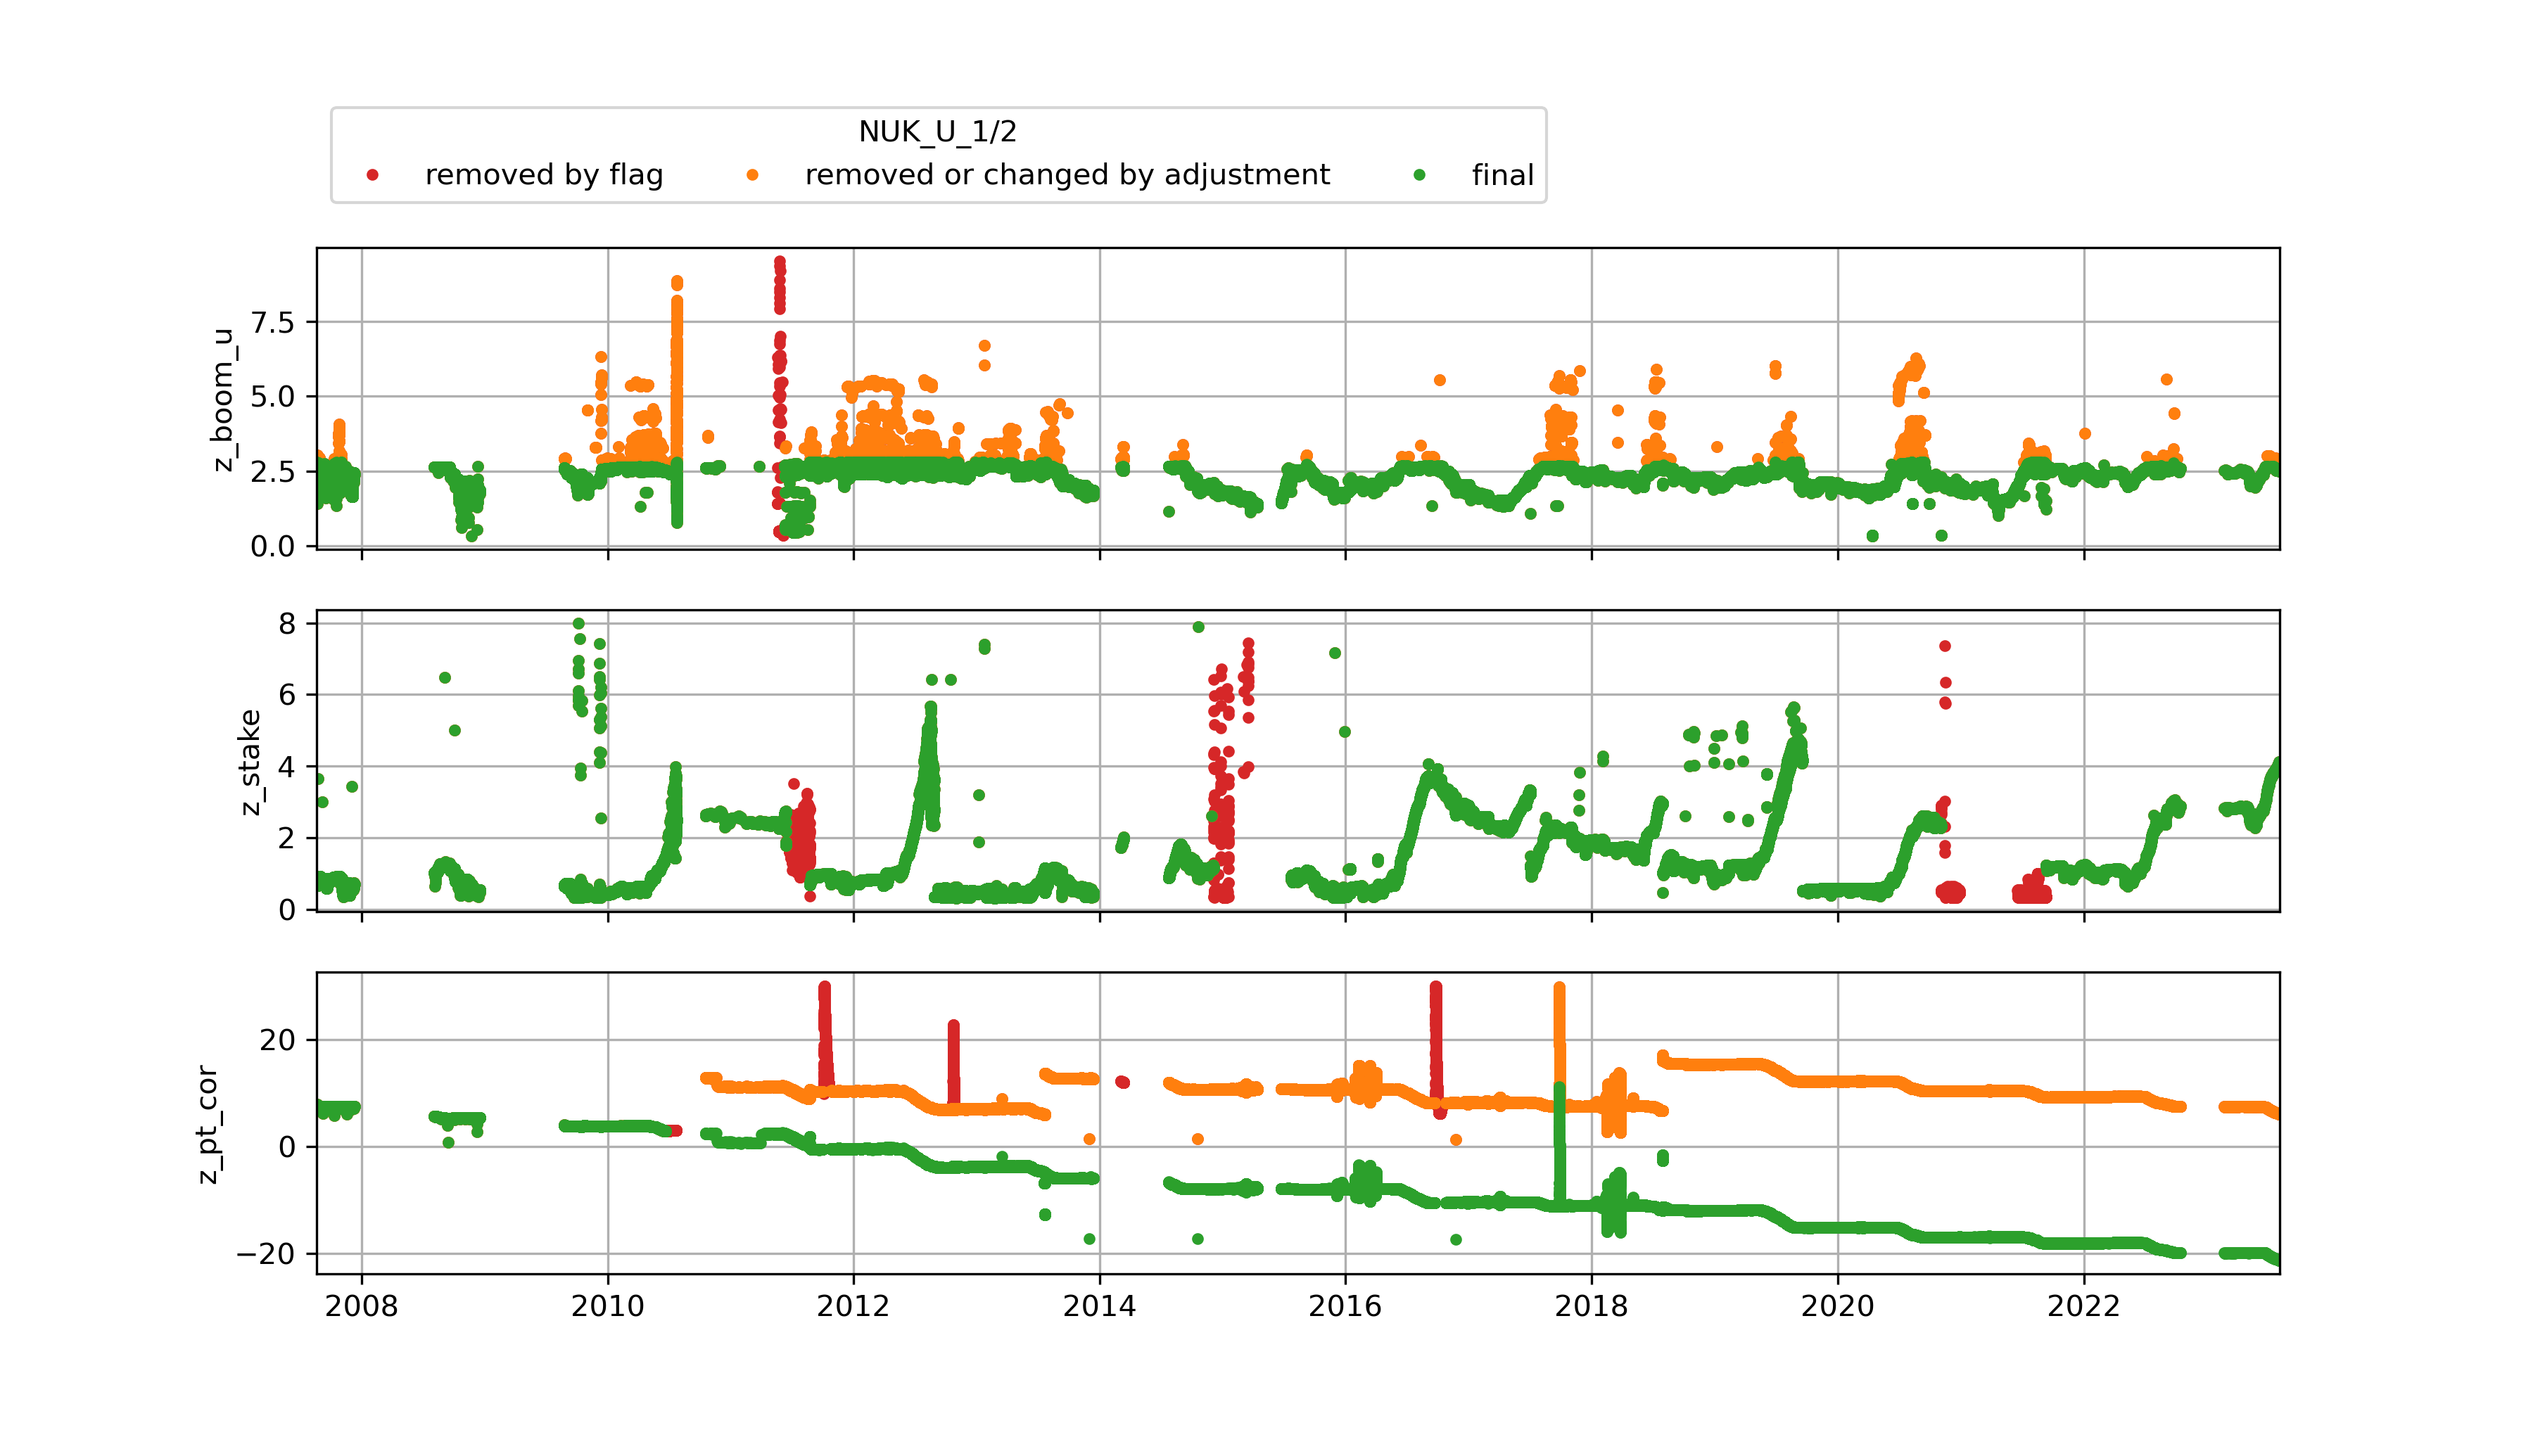 NUK_U_1/2
removed by flag removed or changed by adjustment final
z_boom_u
7.5
5.0
2.5
0.0
z_stake
8
6
4
2
0
z_pt_cor
20
0
−20
2008 2010 2012 2014 2016 2018 2020 2022